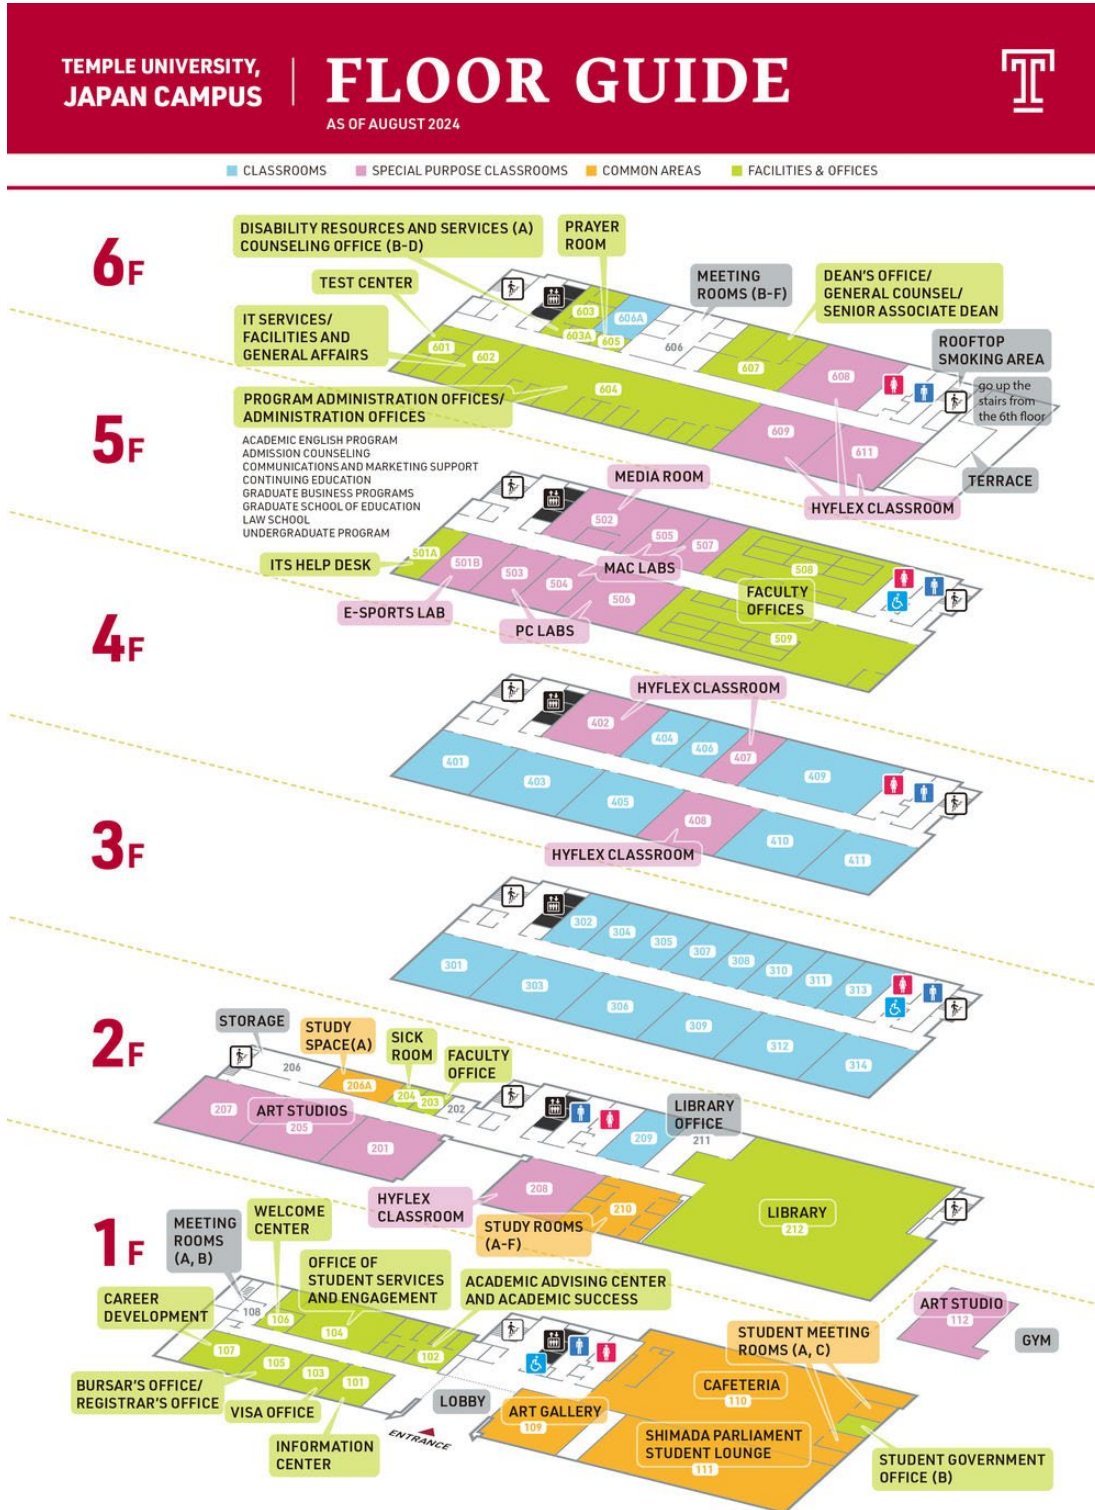 TEMPLE UNIVERSITY,
JAPAN CAMPUS
FLOOR GUIDE
AS OF AUGUST 2024
CLASSROOMS
SPECIAL PURPOSE CLASSROOMS
COMMON AREAS
FACILITIES & OFFICES
6F
DISABILITY RESOURCES AND SERVICES (A)
COUNSELING OFFICE (B-D)
PRAYER
ROOM
TEST CENTER
MEETING
ROOMS (B-F)
DEAN'S OFFICE/
GENERAL COUNSEL/
SENIOR ASSOCIATE DEAN
IT SERVICES/
FACILITIES AND
GENERAL AFFAIRS
ROOFTOP
SMOKING AREA
go up the
stairs from
the 6th floor
603
606A
603A
605
606
601
602
607
608
604
609
611
PROGRAM ADMINISTRATION OFFICES/
ADMINISTRATION OFFICES
ACADEMIC ENGLISH PROGRAM
ADMISSION COUNSELING
COMMUNICATIONS AND MARKETING SUPPORT
CONTINUING EDUCATION
GRADUATE BUSINESS PROGRAMS
GRADUATE SCHOOL OF EDUCATION
LAW SCHOOL
UNDERGRADUATE PROGRAM
TERRACE
HYFLEX CLASSROOM
5F
MEDIA ROOM
502
505
507
501A
501B
503
504
506
508
509
MAC LABS
ITS HELP DESK
E-SPORTS LAB
PC LABS
FACULTY
OFFICES
4F
HYFLEX CLASSROOM
402
404
406
407
409
401
403
405
408
410
411
HYFLEX CLASSROOM
3F
302
304
305
307
308
310
311
313
301
303
306
309
312
314
2F
STORAGE
STUDY
SPACE(A)
SICK
ROOM
FACULTY
OFFICE
206
206A
204
203
202
207
ART STUDIOS
205
201
LIBRARY
OFFICE
209
211
208
210
LIBRARY
212
HYFLEX
CLASSROOM
STUDY ROOMS
(A-F)
1F
MEETING
ROOMS
(A, B)
WELCOME
CENTER
OFFICE OF
STUDENT SERVICES
AND ENGAGEMENT
ACADEMIC ADVISING CENTER
AND ACADEMIC SUCCESS
CAREER
DEVELOPMENT
108
106
104
102
107
105
103
101
BURSAR'S OFFICE/
REGISTRAR'S OFFICE
VISA OFFICE
INFORMATION
CENTER
LOBBY
ENTRANCE
ART GALLERY
109
CAFETERIA
110
SHIMADA PARLIAMENT
STUDENT LOUNGE
111
STUDENT MEETING
ROOMS (A, C)
ART STUDIO
112
GYM
STUDENT GOVERNMENT
OFFICE (B)